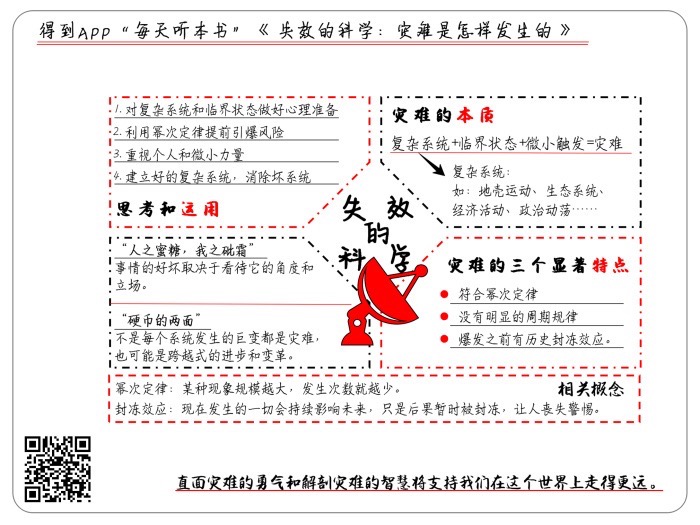 得到APP“每天听本书”《失效的科学：灾难是怎样发生的》
1. 对复杂系统和临界状态做好心理准备
2. 利用幂次定律提前引爆风险
3. 重视个人和微小力量
4. 建立好的复杂系统，消除坏系统
思考和运用
灾难的本质
复杂系统+临界状态+微小触发=灾难
复杂系统：
如：地壳运动、生态系统、
经济活动、政治动荡……
失效
的
科学
“人之蜜糖，我之砒霜”
事情的好坏取决于看待它的角度和
立场。
“硬币的两面”
不是每个系统发生的巨变都是灾难，
也可能是跨越式的进步和变革。
灾难的三个显著特点
符合幂次定律
没有明显的周期规律
爆发之前有历史封冻效应。
相关概念
幂次定律：某种现象规模越大，发生次数就越少。
封冻效应：现在发生的一切会持续影响未来，只是后果暂时被封冻，让人丧失警惕。
直面灾难的勇气和解剖灾难的智慧将支持我们在这个世界上走得更远。